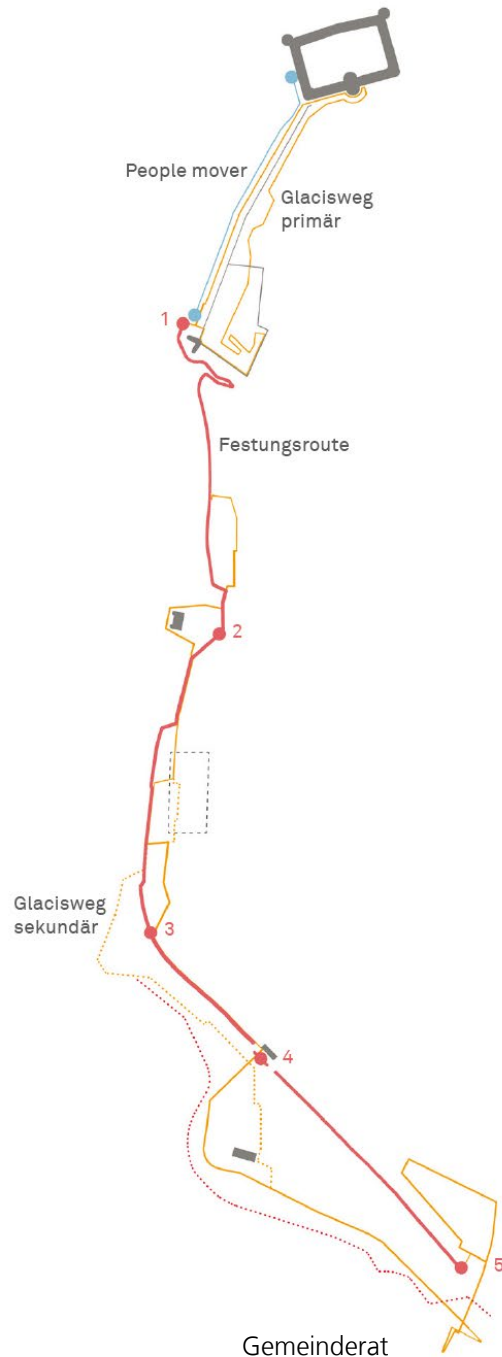 People mover
Glacisweg
primär
1
Festungsroute
2
Glacisweg
sekundär
3
4
5
Gemeinderat